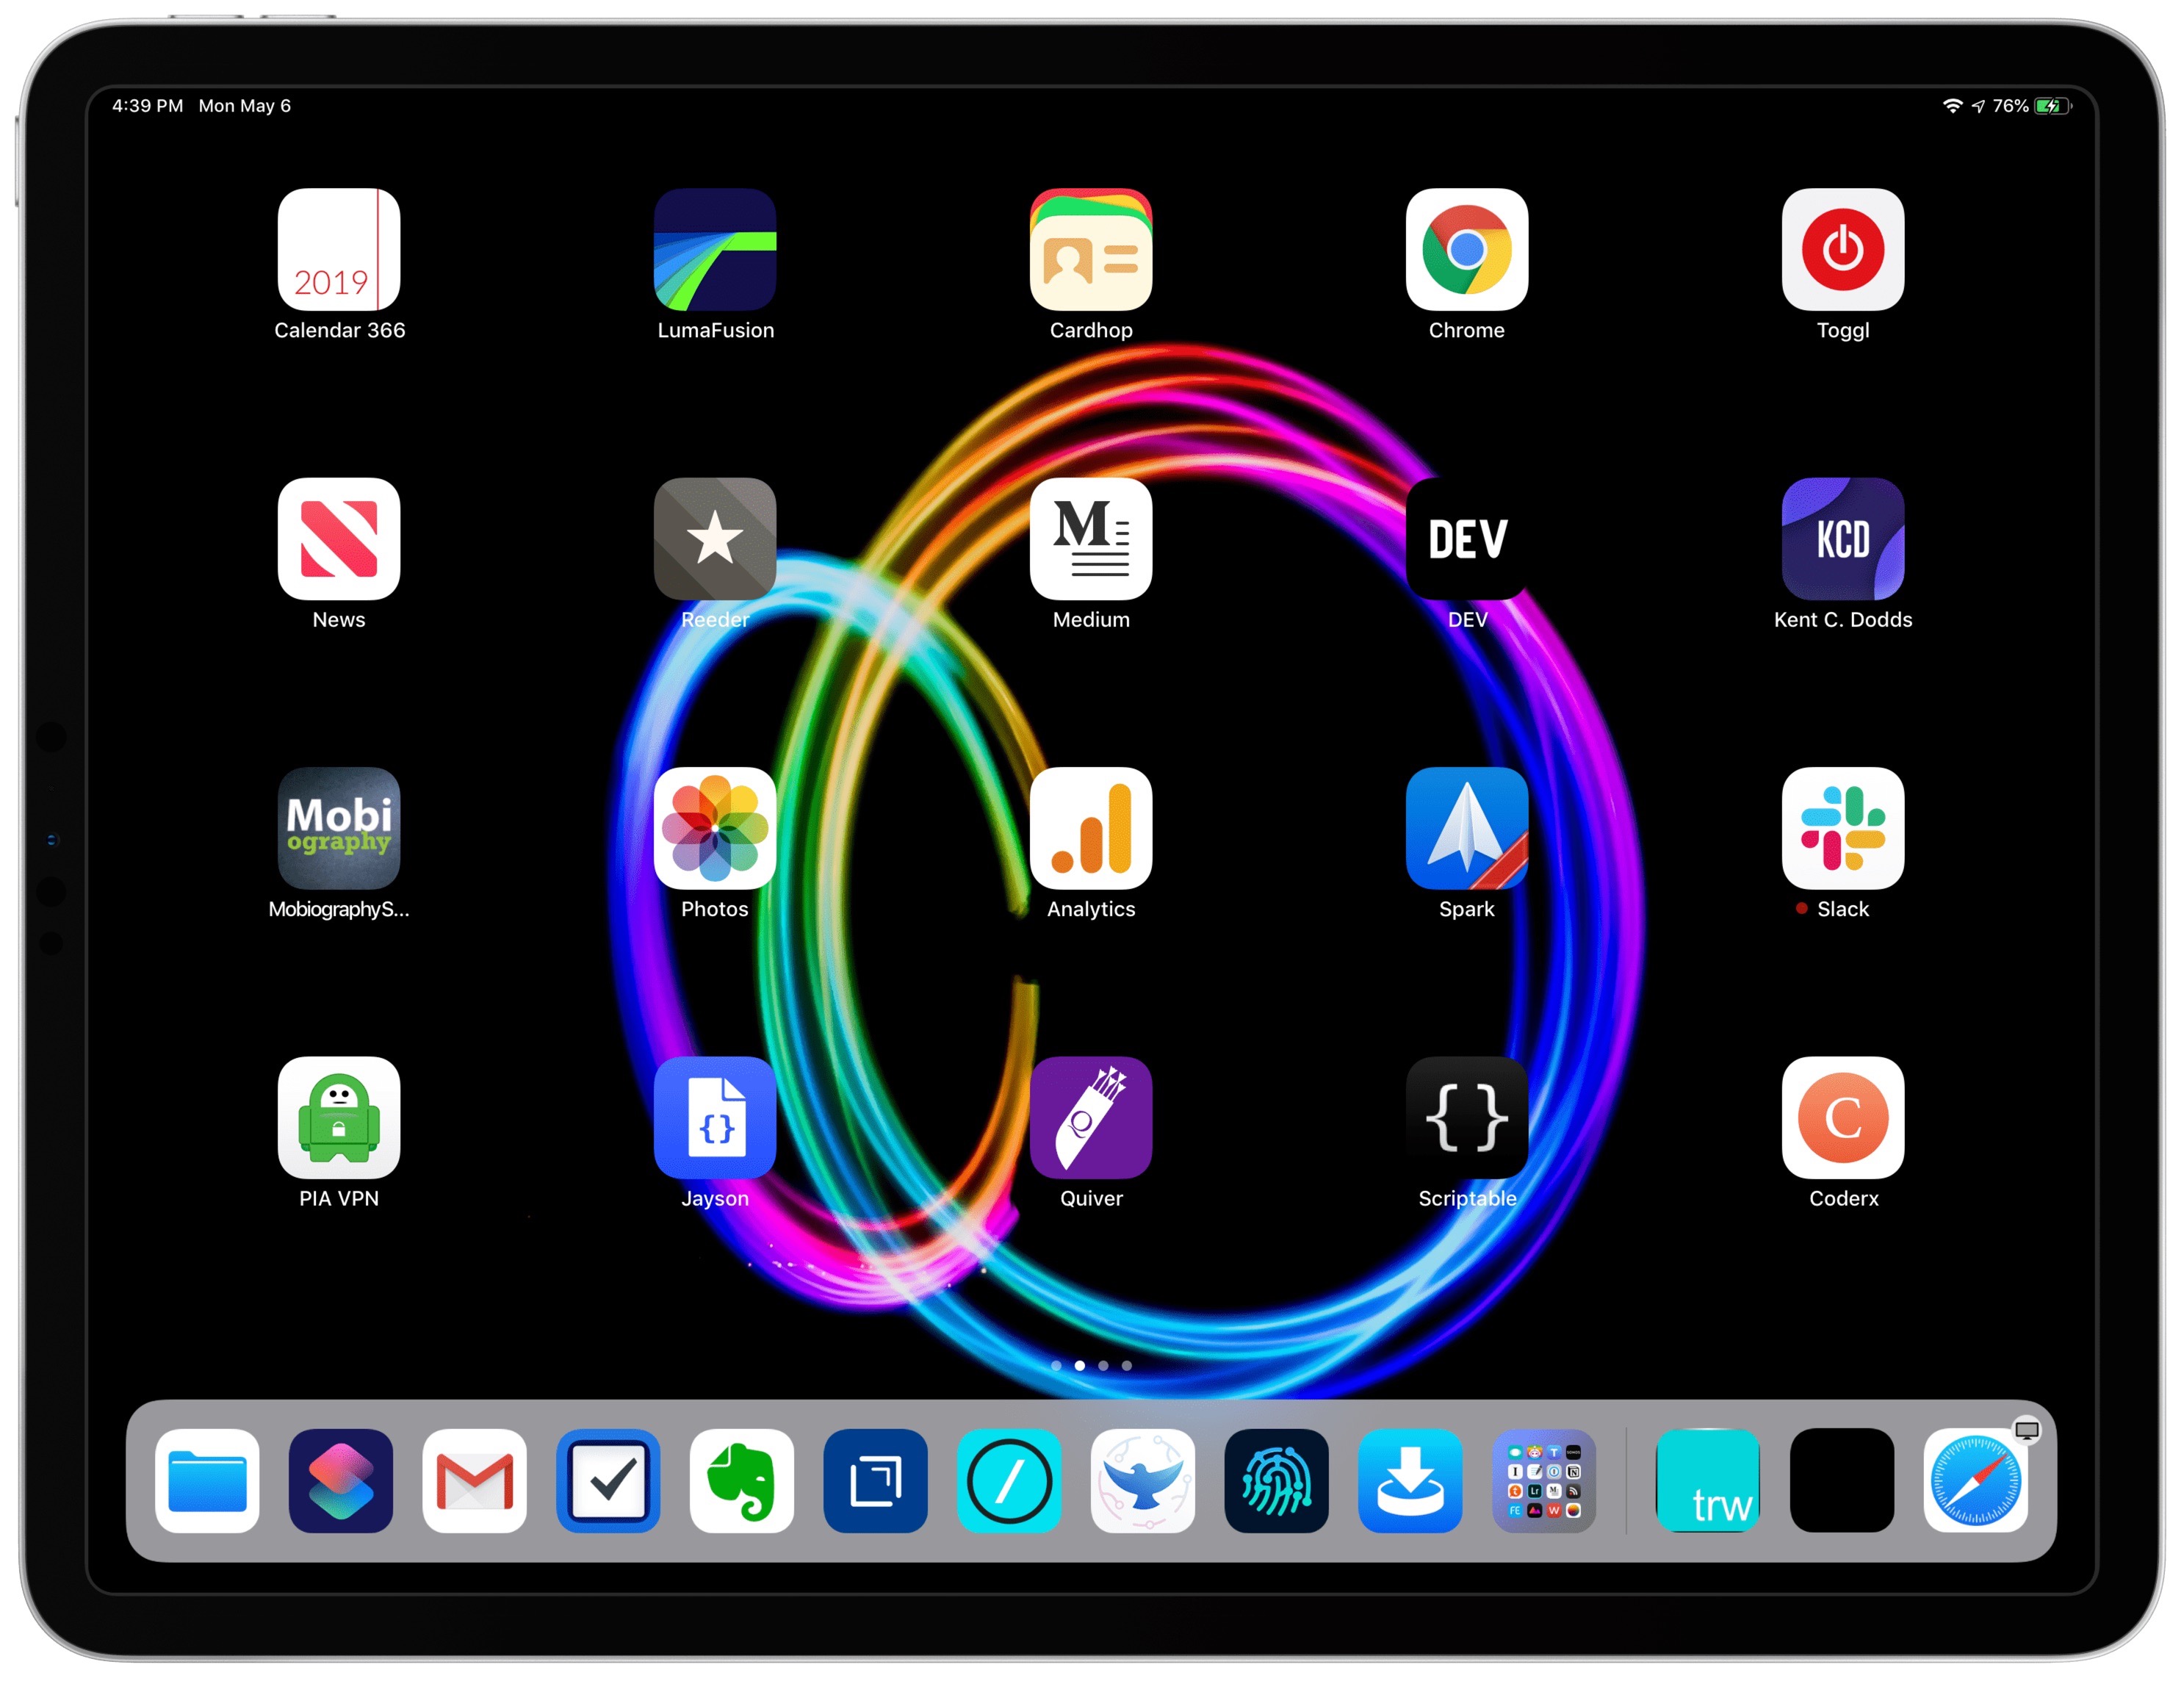 4:39 PM Mon May 6
76%
2019
Calendar 366
LumaFusion
Cardhop
Chrome
Toggl
DEV
KCD
News
Reeder
Medium
DEV
Kent C. Dodds
Mobi
ography
MobiographyS...
Photos
Analytics
Spark
Slack
PIA VPN
Jayson
Quiver
Scriptable
C
Coderx
trw